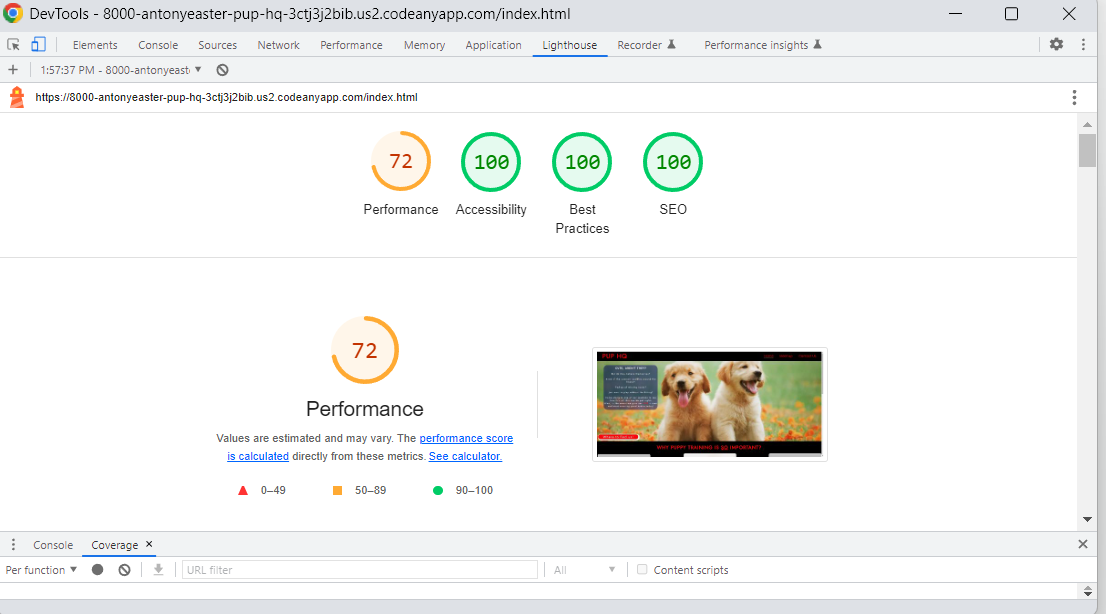 DevTools - 8000-antonyeaster-pup-hq-3ctj3j2bib.us2.codeanyapp.com/index.html
Elements Console Sources Network Performance Memory Application Lighthouse Recorder Performance insights
1:57:37 PM - 8000-antonyeast
https://8000-antonyeaster-pup-hq-3ctj3j2bib.us2.codeanyapp.com/index.html
72 100 100 100
Performance Accessibility Best Practices SEO
72
Performance
Values are estimated and may vary. The performance score
is calculated directly from these metrics. See calculator.
0–49 50–89 90–100
PUP HQ
WHY PUPPY TRAINING IS SO IMPORTANT?
Console Coverage ×
Per function URL filter All Content scripts